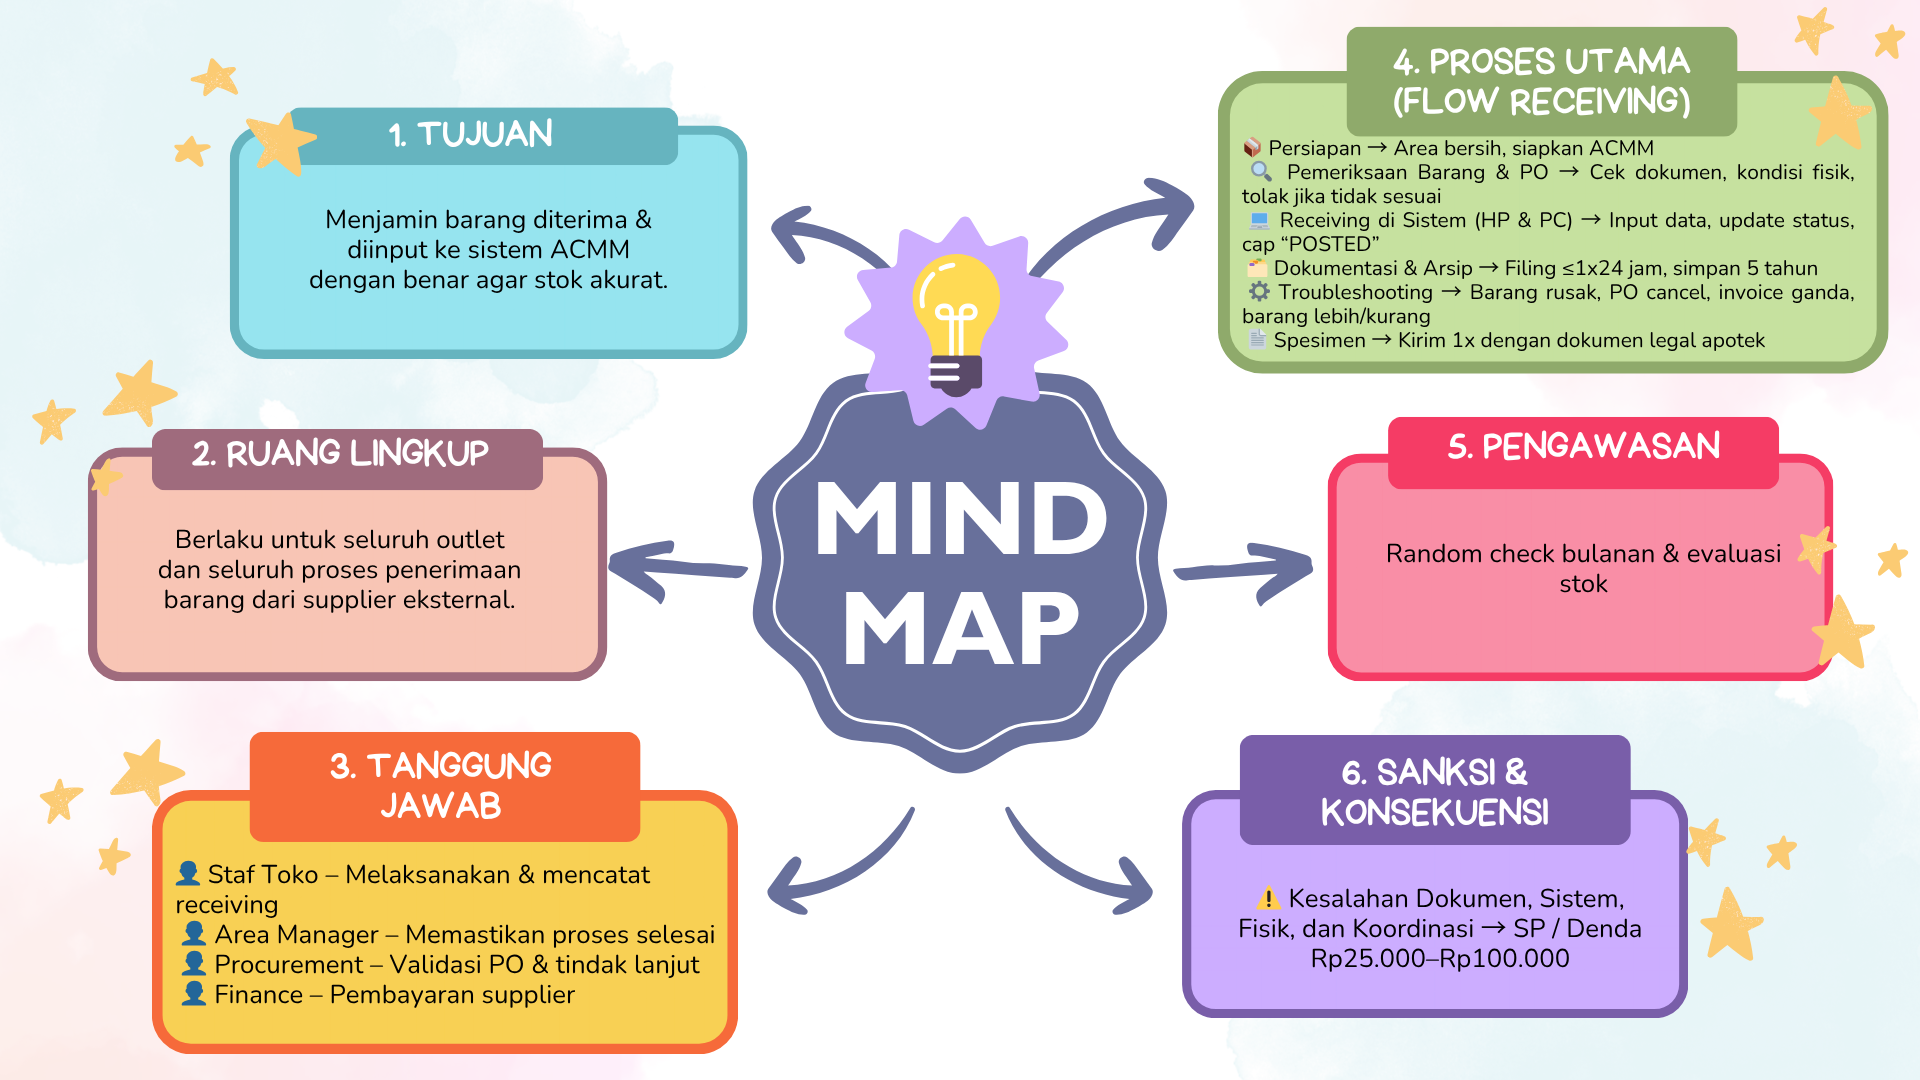 1. TUJUAN
Menjamin barang diterima &
diinput ke sistem ACMM
dengan benar agar stok akurat.
2. RUANG LINGKUP
Berlaku untuk seluruh outlet
dan seluruh proses penerimaan
barang dari supplier eksternal.
3. TANGGUNG
JAWAB
👤 Staf Toko – Melaksanakan & mencatat
receiving
👤 Area Manager – Memastikan proses selesai
👤 Procurement – Validasi PO & tindak lanjut
👤 Finance – Pembayaran supplier
MIND
MAP
4. PROSES UTAMA
(FLOW RECEIVING)
📦 Persiapan → Area bersih, siapkan ACMM
🔍 Pemeriksaan Barang & PO → Cek dokumen, kondisi fisik,
tolak jika tidak sesuai
💻 Receiving di Sistem (HP & PC) → Input data, update status,
cap “POSTED”
🗂️ Dokumentasi & Arsip → Filing ≤1x24 jam, simpan 5 tahun
⚙️ Troubleshooting → Barang rusak, PO cancel, invoice ganda,
barang lebih/kurang
📄 Spesimen → Kirim 1x dengan dokumen legal apotek
5. PENGAWASAN
Random check bulanan & evaluasi
stok
6. SANKSI &
KONSEKUENSI
⚠️ Kesalahan Dokumen, Sistem,
Fisik, dan Koordinasi → SP / Denda
Rp25.000–Rp100.000